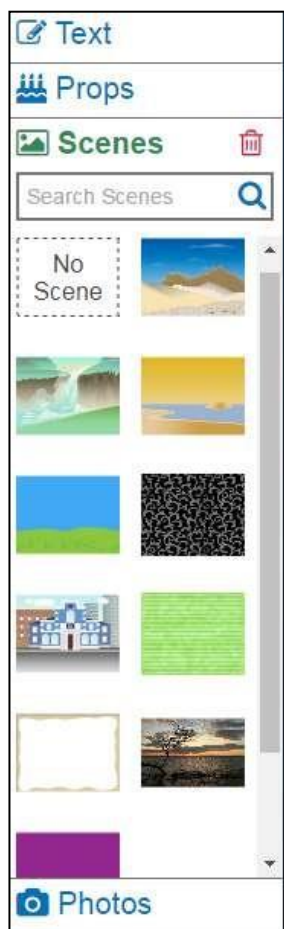 Text
Props
Scenes
Search Scenes
No
Scene
Photos